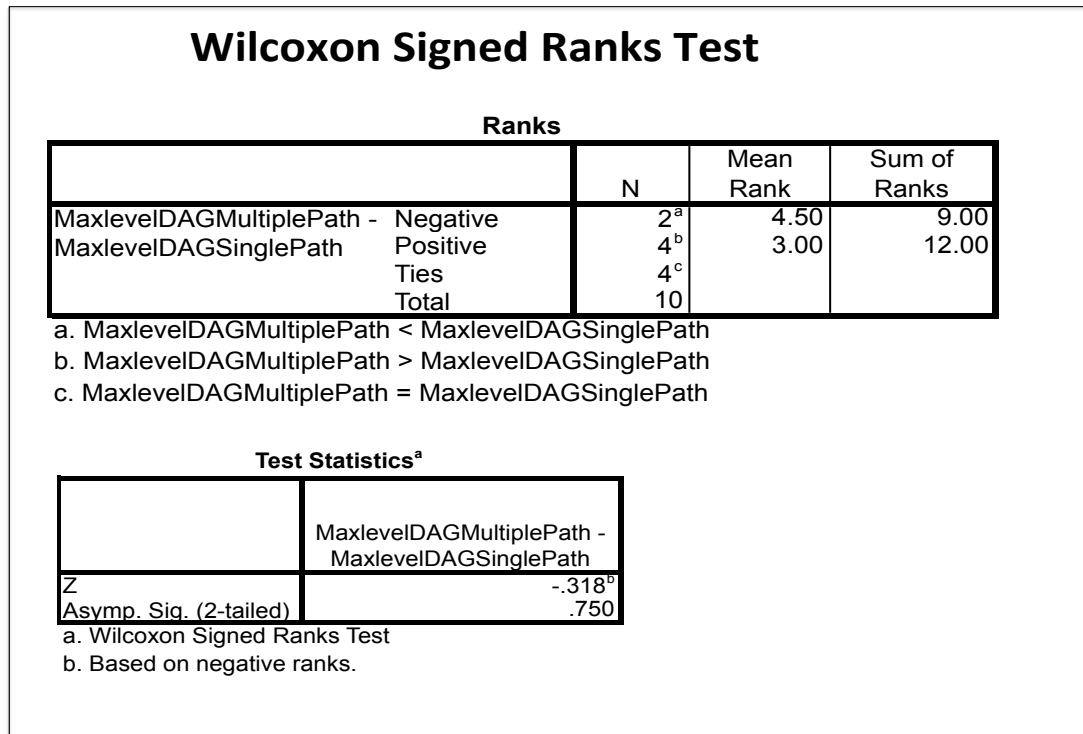 Wilcoxon Signed Ranks Test
Ranks
N Mean Rank Sum of Ranks
MaxlevelDAGMultiplePath - MaxlevelDAGSinglePath Negative 2a 4.50 9.00
Positive 4b 3.00 12.00
Ties 4c
Total 10
a. MaxlevelDAGMultiplePath < MaxlevelDAGSinglePath
b. MaxlevelDAGMultiplePath > MaxlevelDAGSinglePath
c. MaxlevelDAGMultiplePath = MaxlevelDAGSinglePath
Test Statisticsa
MaxlevelDAGMultiplePath -
MaxlevelDAGSinglePath
Z -.318b
Asymp. Sig. (2-tailed) .750
a. Wilcoxon Signed Ranks Test
b. Based on negative ranks.